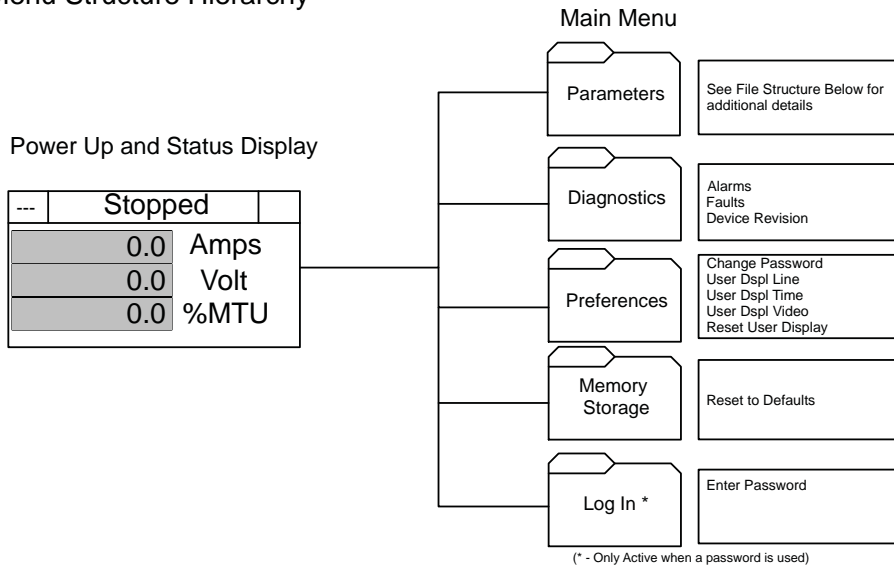 Structure Hierarchy
Main Menu
Power Up and Status Display
--- Stopped
0.0 Amps
0.0 Volt
0.0 %MTU
Parameters
See File Structure Below for
additional details
Diagnostics
Alarms
Faults
Device Revision
Preferences
Change Password
User Dspl Line
User Dspl Time
User Dspl Video
Reset User Display
Memory
Storage
Reset to Defaults
Log In *
Enter Password
(* - Only Active when a password is used)